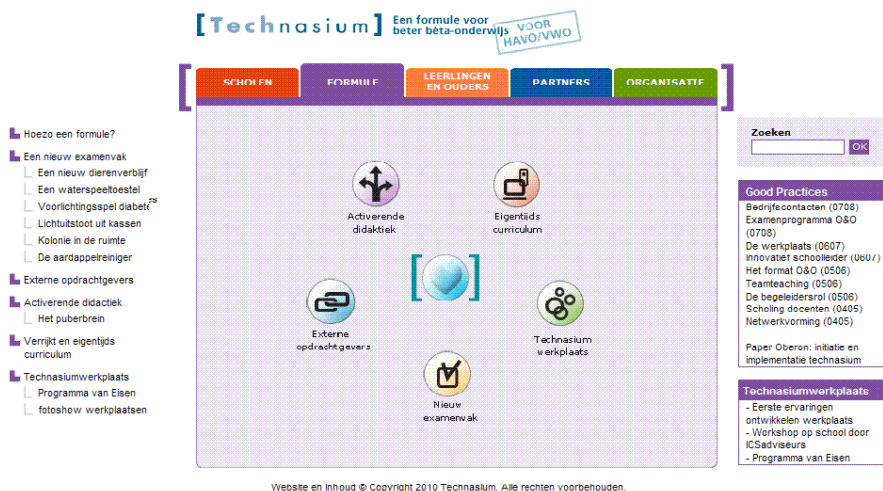 [Technasium]
Een formule voor
beter bèta-onderwijs
VOOR
HAVO/VWO
SCHOLEN
FORMULE
LEERLINGEN
EN OUDERS
PARTNERS
ORGANISATIE
Hoezo een formule?
Een nieuw examenvak
Een nieuw dierenverblijf
Een waterspeeltoestel
Voorlichtingsspel diabetes
Lichtuitstoot uit kassen
Kolonie in de ruimte
De aardappelreiniger
Externe opdrachtgevers
Activerende didactiek
Het puberbrein
Verrijkt en eigentijds
curriculum
Technasiumwerkplaats
Programma van Eisen
fotoshow werkplaatsen
Activerende
didaktiek
Eigentijds
curriculum
Externe
opdrachtgevers
Technasium
werkplaats
Nieuw
examenvak
Zoeken
OK
Good Practices
Bedrijfscontacten (0708)
Examenprogramma O&O
(0708)
De werkplaats (0607)
Innovatief schoolleider (0607)
Het format O&O (0506)
Teamteaching (0506)
De begeleidersrol (0506)
Scholing docenten (0405)
Netwerkvorming (0405)
Paper Oberon: initiatie en
implementatie technasium
Technasiumwerkplaats
- Eerste ervaringen
ontwikkelen werkplaats
- Workshop op school door
ICSadviseurs
- Programma van Eisen
Website en Inhoud © Copyright 2010 Technasium. Alle rechten voorbehouden.